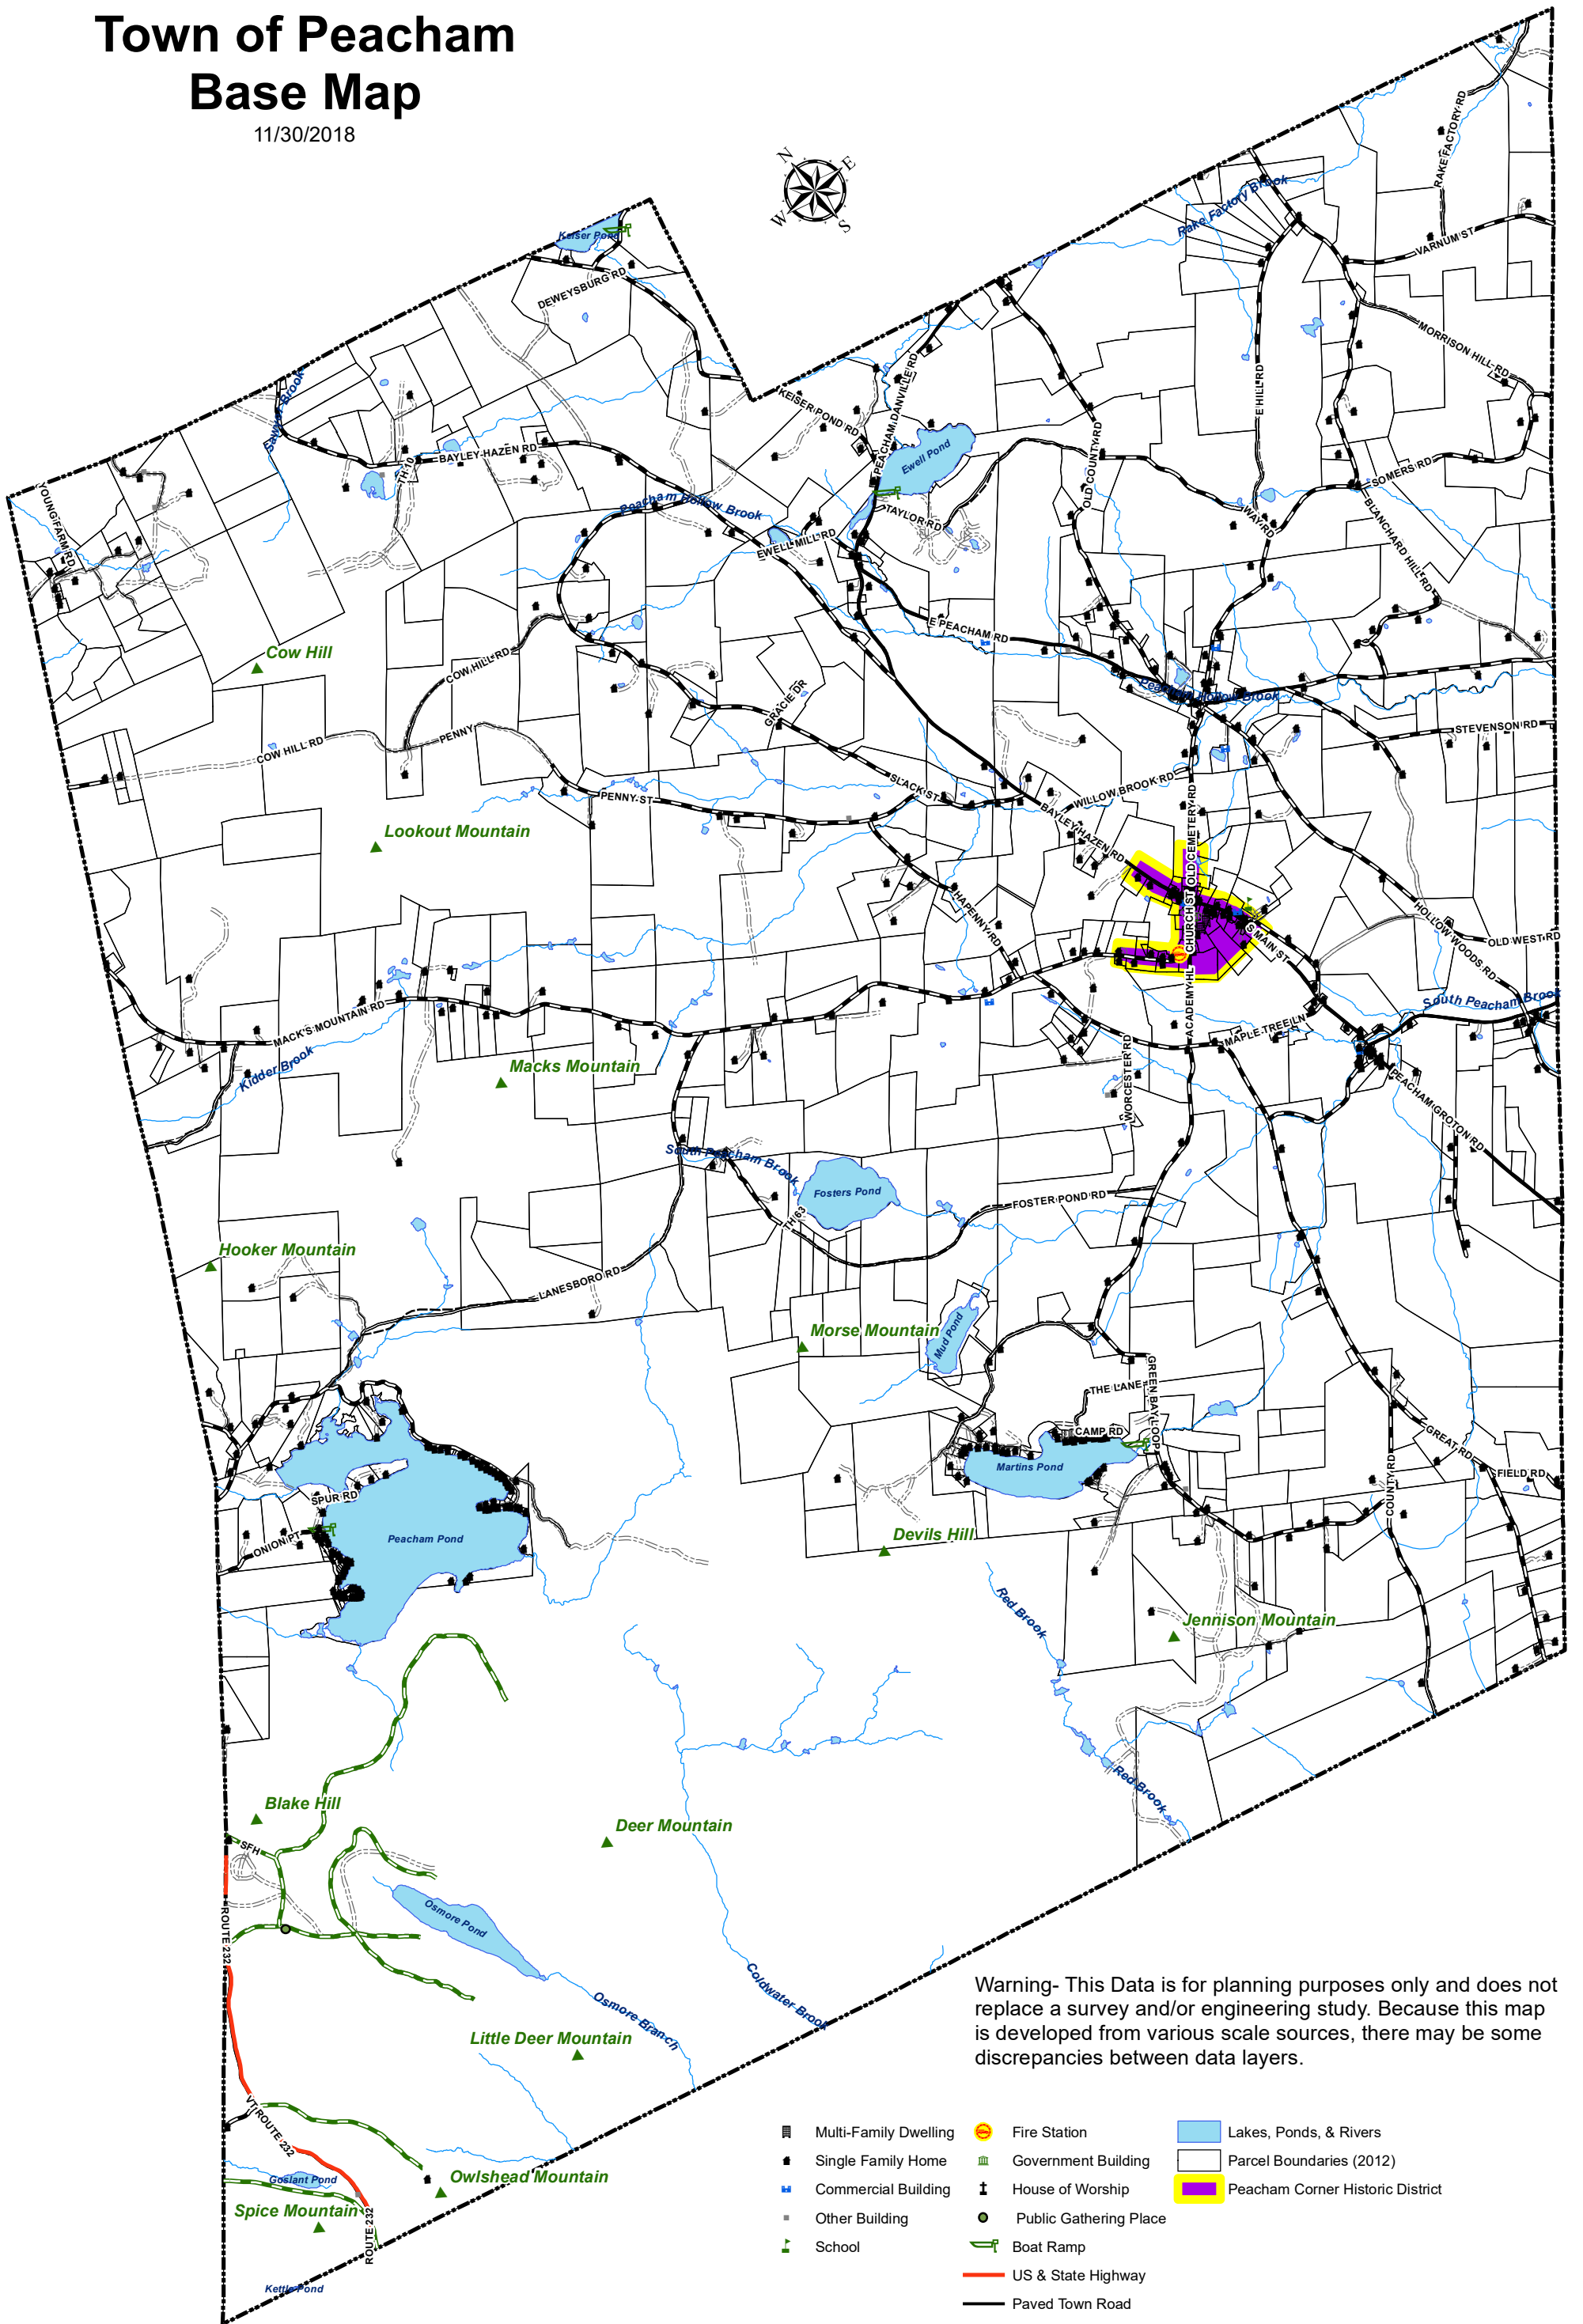 Town of Peacham
Base Map
11/30/2018
N
E
W
S
Keiser Pond
DEWEYSBURG RD
Rake Factory Brook
RAKE FACTORY RD
VARNUM ST
MORRISON HILL RD
E HILL RD
KEISER POND RD
PEACHAM DANVILLE RD
Ewell Pond
OLD COUNTY RD
SOMERS RD
WAY RD
BLANCHARD HILL RD
Sawyer Brook
BAYLEY HAZEN RD
TH 10
YOUNG FARM RD
Peacham Hollow Brook
TAYLOR RD
EWELL MILL RD
E PEACHAM RD
Cow Hill
COW HILL RD
GRACIE DR
Peacham Hollow Brook
STEVENSON RD
COW HILL RD
PENNY
PENNY ST
SLACK ST
WILLOW BROOK RD
BAYLEY HAZEN RD
OLD CEMETERY RD
Lookout Mountain
HAPENNY RD
CHURCH ST
S MAIN ST
HOLLOW WOODS RD
OLD WEST RD
ACADEMY HL
South Peacham Brook
MACK'S MOUNTAIN RD
Kidder Brook
Macks Mountain
MAPLE TREE LN
WORCESTER RD
PEACHAM GROTON RD
South Peacham Brook
Fosters Pond
TH 63
FOSTER POND RD
Hooker Mountain
LANESBORO RD
Morse Mountain
Mud Pond
THE LANE
GREEN BAY LOOP
CAMP RD
Martins Pond
GREAT RD
FIELD RD
COUNTY RD
SPUR RD
ONION PT
Peacham Pond
Devils Hill
Red Brook
Jennison Mountain
Red Brook
Blake Hill
SFH
Deer Mountain
Osmore Pond
ROUTE 232
Osmore Branch
Coldwater Brook
Little Deer Mountain
VT ROUTE 232
Goslant Pond
Owlshead Mountain
Spice Mountain
ROUTE 232
Kettle Pond
Warning- This Data is for planning purposes only and does not
replace a survey and/or engineering study. Because this map
is developed from various scale sources, there may be some
discrepancies between data layers.
Multi-Family Dwelling
Single Family Home
Commercial Building
Other Building
School
Fire Station
Government Building
House of Worship
Public Gathering Place
Boat Ramp
US & State Highway
Paved Town Road
Lakes, Ponds, & Rivers
Parcel Boundaries (2012)
Peacham Corner Historic District